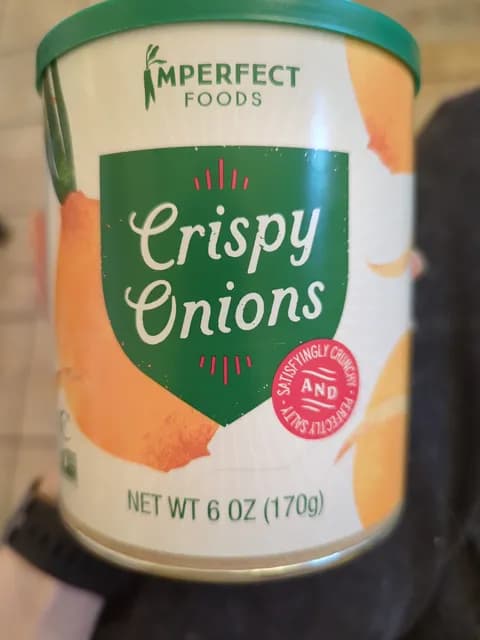 IMPERFECT
FOODS
Crispy
Onions
SATISFYINGLY CRUNCHY
AND
PERFECTLY SALTY
NET WT 6 OZ (170g)